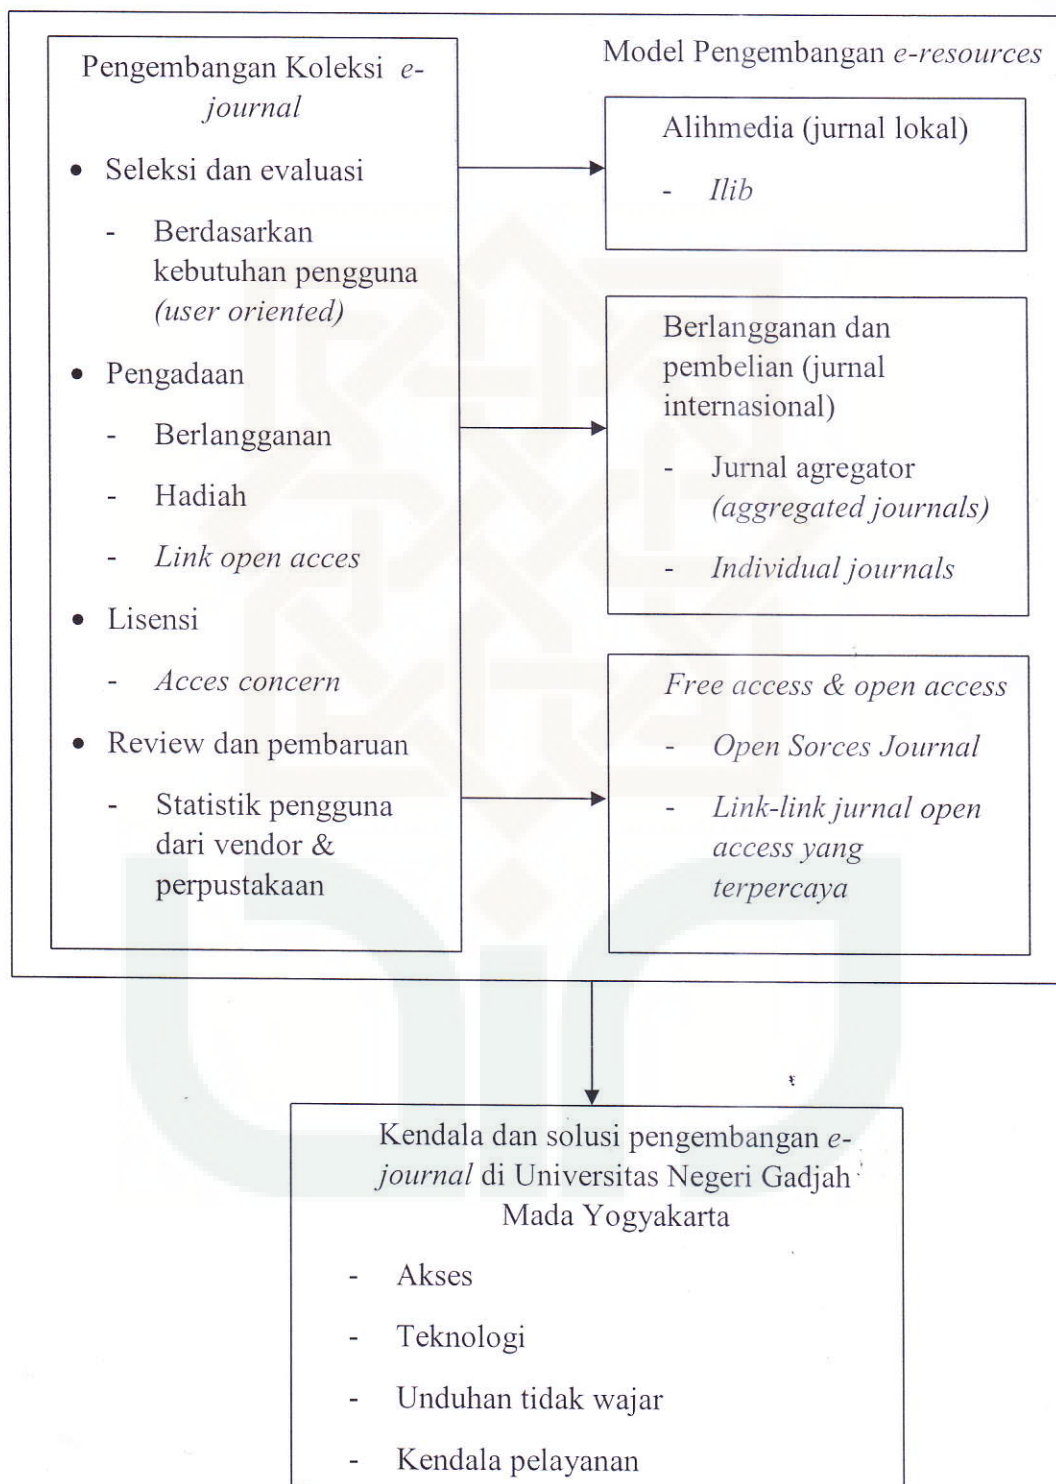 Pengembangan Koleksi e-
journal
• Seleksi dan evaluasi
- Berdasarkan
kebutuhan pengguna
(user oriented)
• Pengadaan
- Berlangganan
- Hadiah
- Link open acces
• Lisensi
- Acces concern
• Review dan pembaruan
- Statistik pengguna
dari vendor &
perpustakaan
Model Pengembangan e-resources
Alihmedia (jurnal lokal)
- Ilib
Berlangganan dan
pembelian (jurnal
internasional)
- Jurnal agregator
(aggregated journals)
- Individual journals
Free access & open access
- Open Sorces Journal
- Link-link jurnal open
access yang
terpercaya
Kendala dan solusi pengembangan e-
journal di Universitas Negeri Gadjah
Mada Yogyakarta
- Akses
- Teknologi
- Unduhan tidak wajar
- Kendala pelayanan